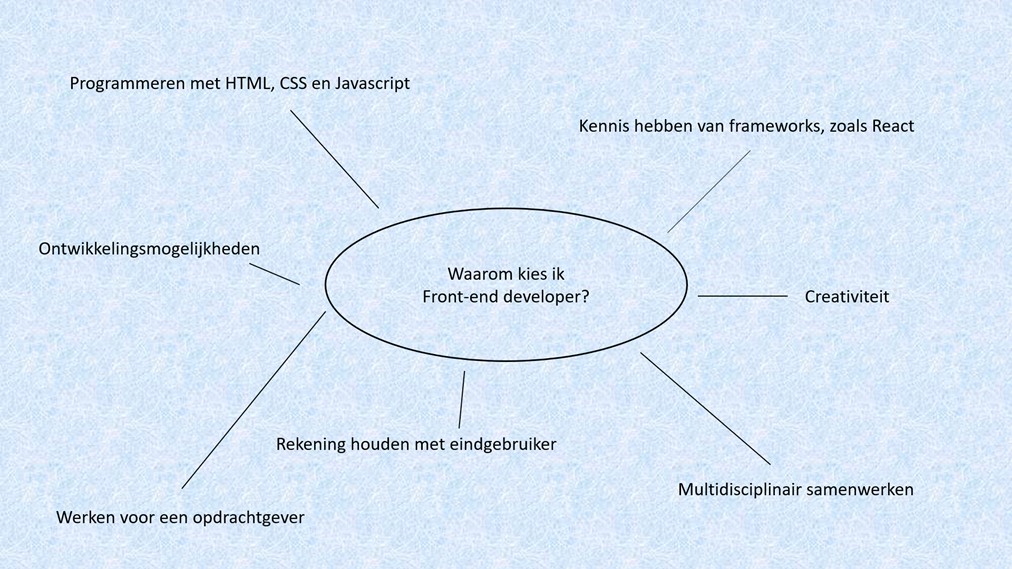 Programmeren met HTML, CSS en Javascript
Kennis hebben van frameworks, zoals React
Ontwikkelingsmogelijkheden
Waarom kies ik
Front-end developer?
Creativiteit
Rekening houden met eindgebruiker
Multidisciplinair samenwerken
Werken voor een opdrachtgever